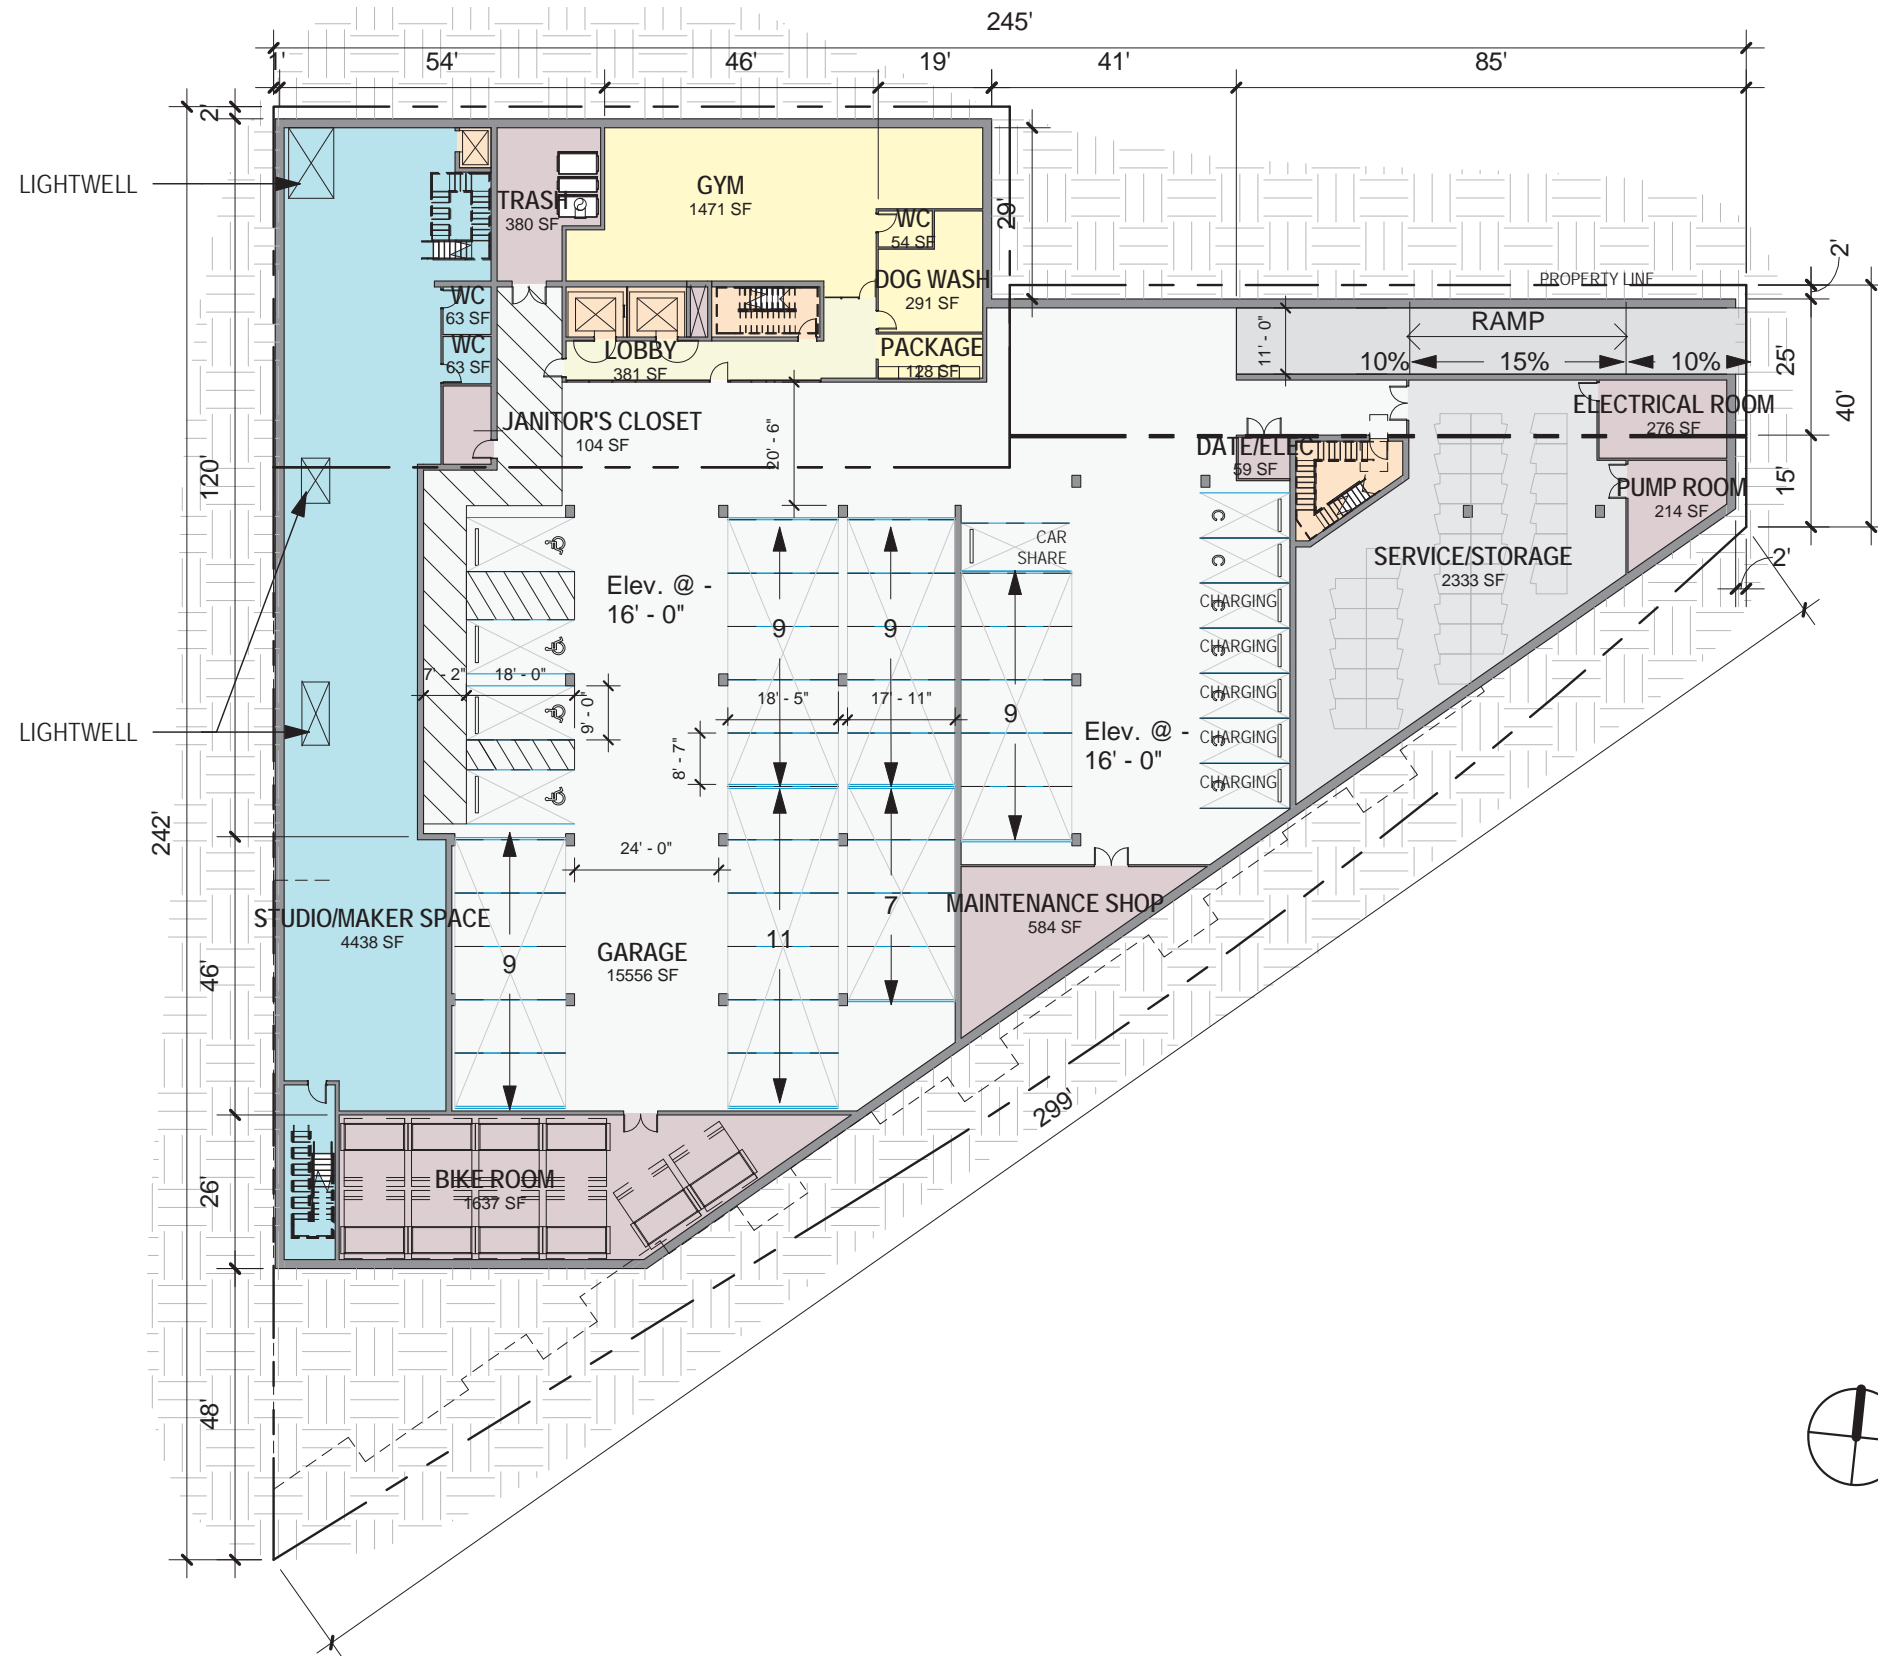 245'
1'
54'
46'
19'
41'
85'
2'
LIGHTWELL
TRASH
380 SF
GYM
1471 SF
WC
54 SF
29'
DOG WASH
291 SF
2'
PROPERTY LINE
WC
63 SF
WC
63 SF
LOBBY
381 SF
PACKAGE
128 SF
11' - 0"
RAMP
10%
15%
10%
25'
40'
JANITOR'S CLOSET
104 SF
20' - 6"
DATE/ELEC
59 SF
ELECTRICAL ROOM
276 SF
PUMP ROOM
214 SF
15'
120'
C
CAR
SHARE
C
SERVICE/STORAGE
2333 SF
2'
Elev. @ -
16' - 0"
9
9
CHARGING
C
CHARGING
C
CHARGING
C
CHARGING
C
CHARGING
C
7' - 2"
18' - 0"
9' - 0"
18' - 5"
17' - 11"
9
Elev. @ -
16' - 0"
LIGHTWELL
8' - 7"
242'
24' - 0"
STUDIO/MAKER SPACE
4438 SF
MAINTENANCE SHOP
584 SF
7
11
9
GARAGE
15556 SF
46'
299'
BIKE ROOM
1637 SF
26'
48'